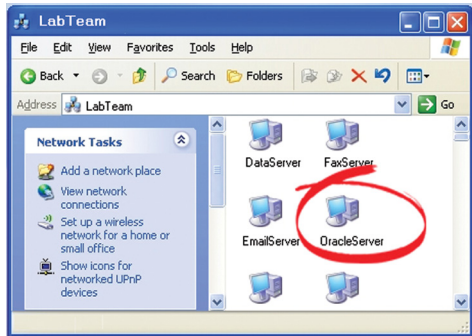 LabTeam
File Edit View Favorites Tools Help
Back Search Folders
Address LabTeam Go
Network Tasks
Add a network place
View network
connections
Set up a wireless
network for a home or
small office
Show icons for
networked UPnP
devices
DataServer FaxServer
EmailServer OracleServer